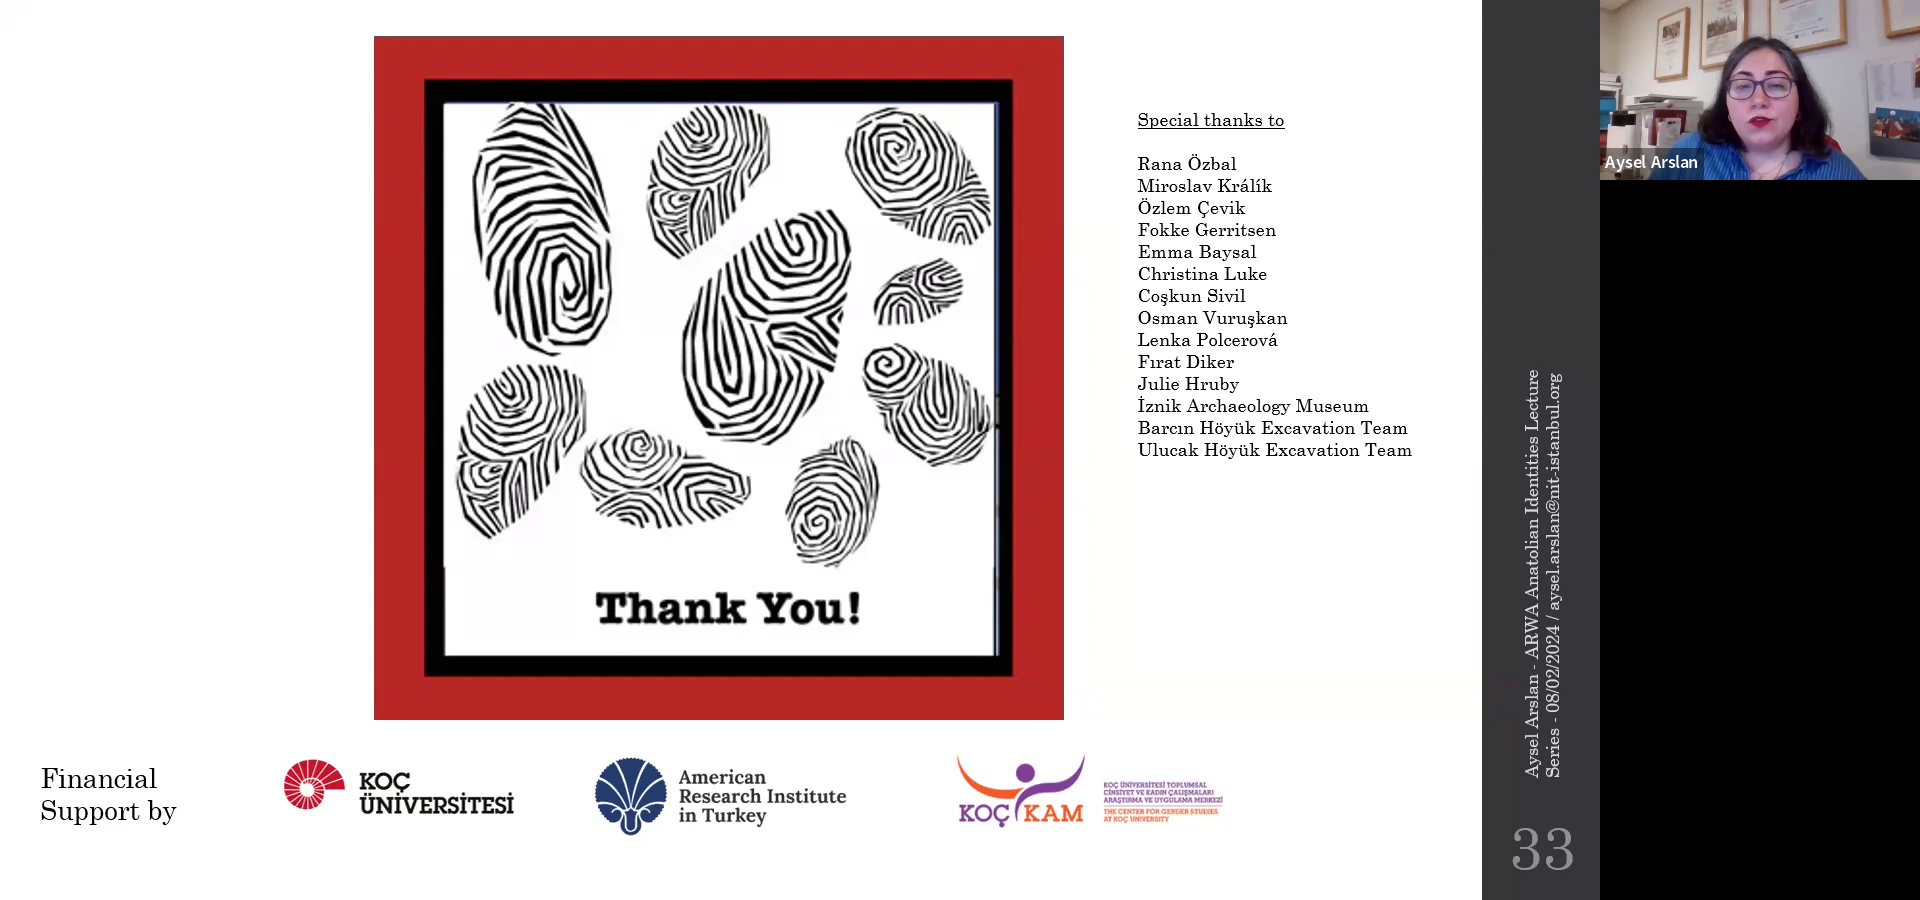 Special thanks to
Rana Özbal
Miroslav Králík
Özlem Çevik
Fokke Gerritsen
Emma Baysal
Christina Luke
Coşkun Sivil
Osman Vuruşkan
Lenka Polcerová
Fırat Diker
Julie Hruby
İznik Archaeology Museum
Barcın Höyük Excavation Team
Ulucak Höyük Excavation Team
Thank You!
Financial
Support by
KOÇ
ÜNİVERSİTESİ
American
Research Institute
in Turkey
KOÇ KAM
KOÇ ÜNİVERSİTESİ TOPLUMSAL
CİNSİYET VE KADIN ÇALIŞMALARI
ARAŞTIRMA VE UYGULAMA MERKEZİ
THE CENTER FOR GENDER STUDIES
AT KOÇ UNIVERSITY
Aysel Arslan - ARWA Anatolian Identities Lecture
Series - 08/02/2024 / aysel.arslan@nit-istanbul.org
33
Aysel Arslan